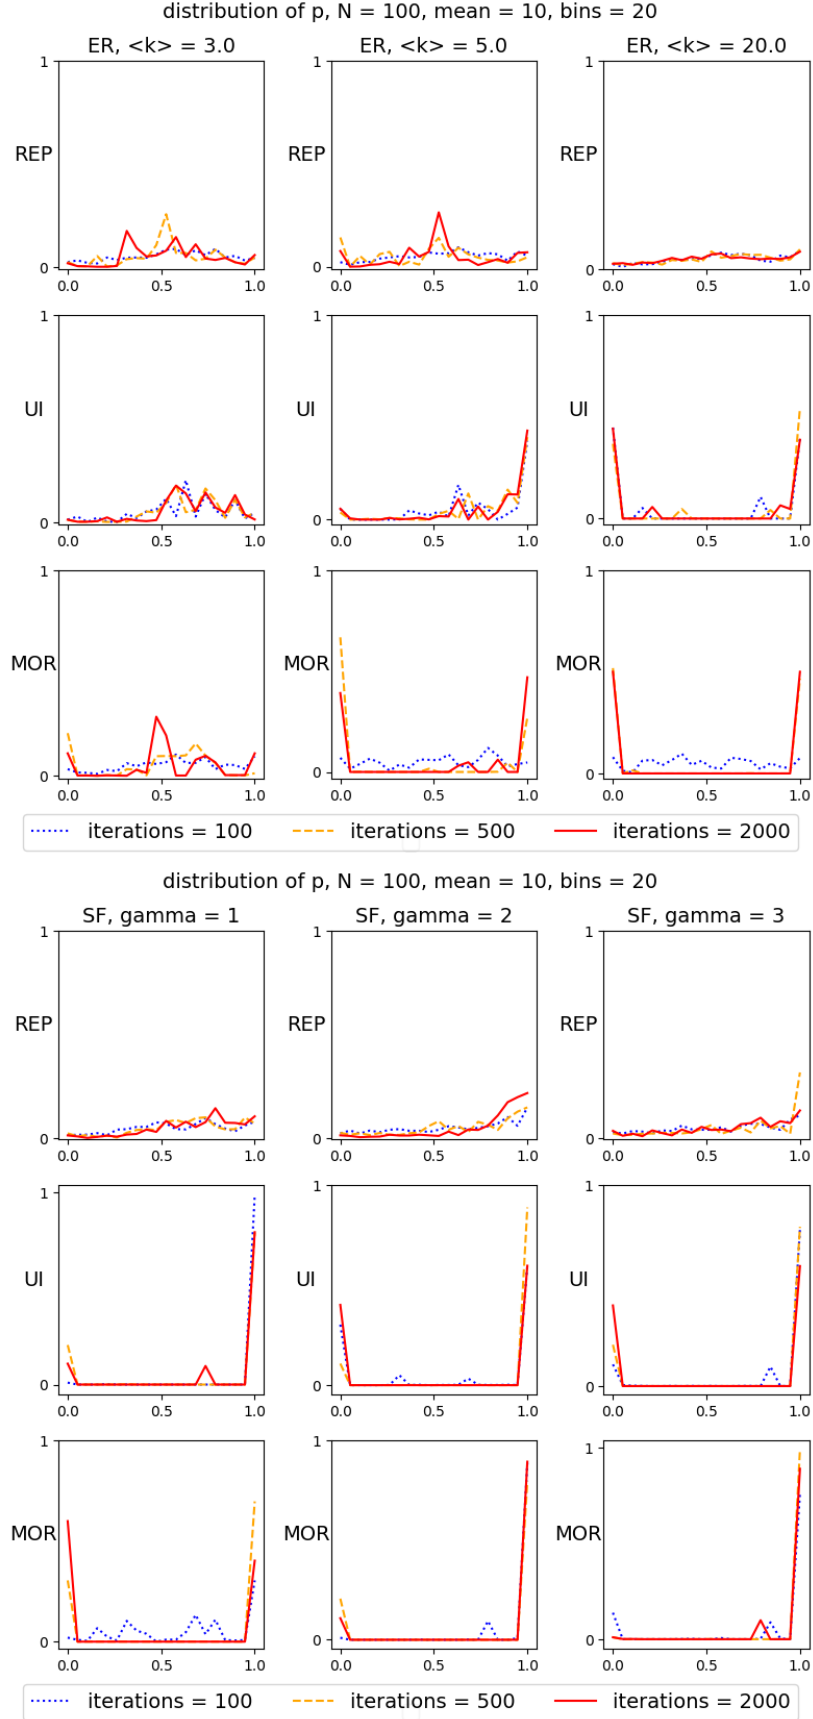 distribution of p, N = 100, mean = 10, bins = 20
ER, <k> = 3.0 ER, <k> = 5.0 ER, <k> = 20.0
1 1 1
REP REP REP
0 0 0
0.0 0.5 1.0 0.0 0.5 1.0 0.0 0.5 1.0
1 1 1
UI UI UI
0 0 0
0.0 0.5 1.0 0.0 0.5 1.0 0.0 0.5 1.0
1 1 1
MOR MOR MOR
0 0 0
0.0 0.5 1.0 0.0 0.5 1.0 0.0 0.5 1.0
iterations = 100 iterations = 500 iterations = 2000
distribution of p, N = 100, mean = 10, bins = 20
SF, gamma = 1 SF, gamma = 2 SF, gamma = 3
1 1 1
REP REP REP
0 0 0
0.0 0.5 1.0 0.0 0.5 1.0 0.0 0.5 1.0
1 1 1
UI UI UI
0 0 0
0.0 0.5 1.0 0.0 0.5 1.0 0.0 0.5 1.0
1 1 1
MOR MOR MOR
0 0 0
0.0 0.5 1.0 0.0 0.5 1.0 0.0 0.5 1.0
iterations = 100 iterations = 500 iterations = 2000